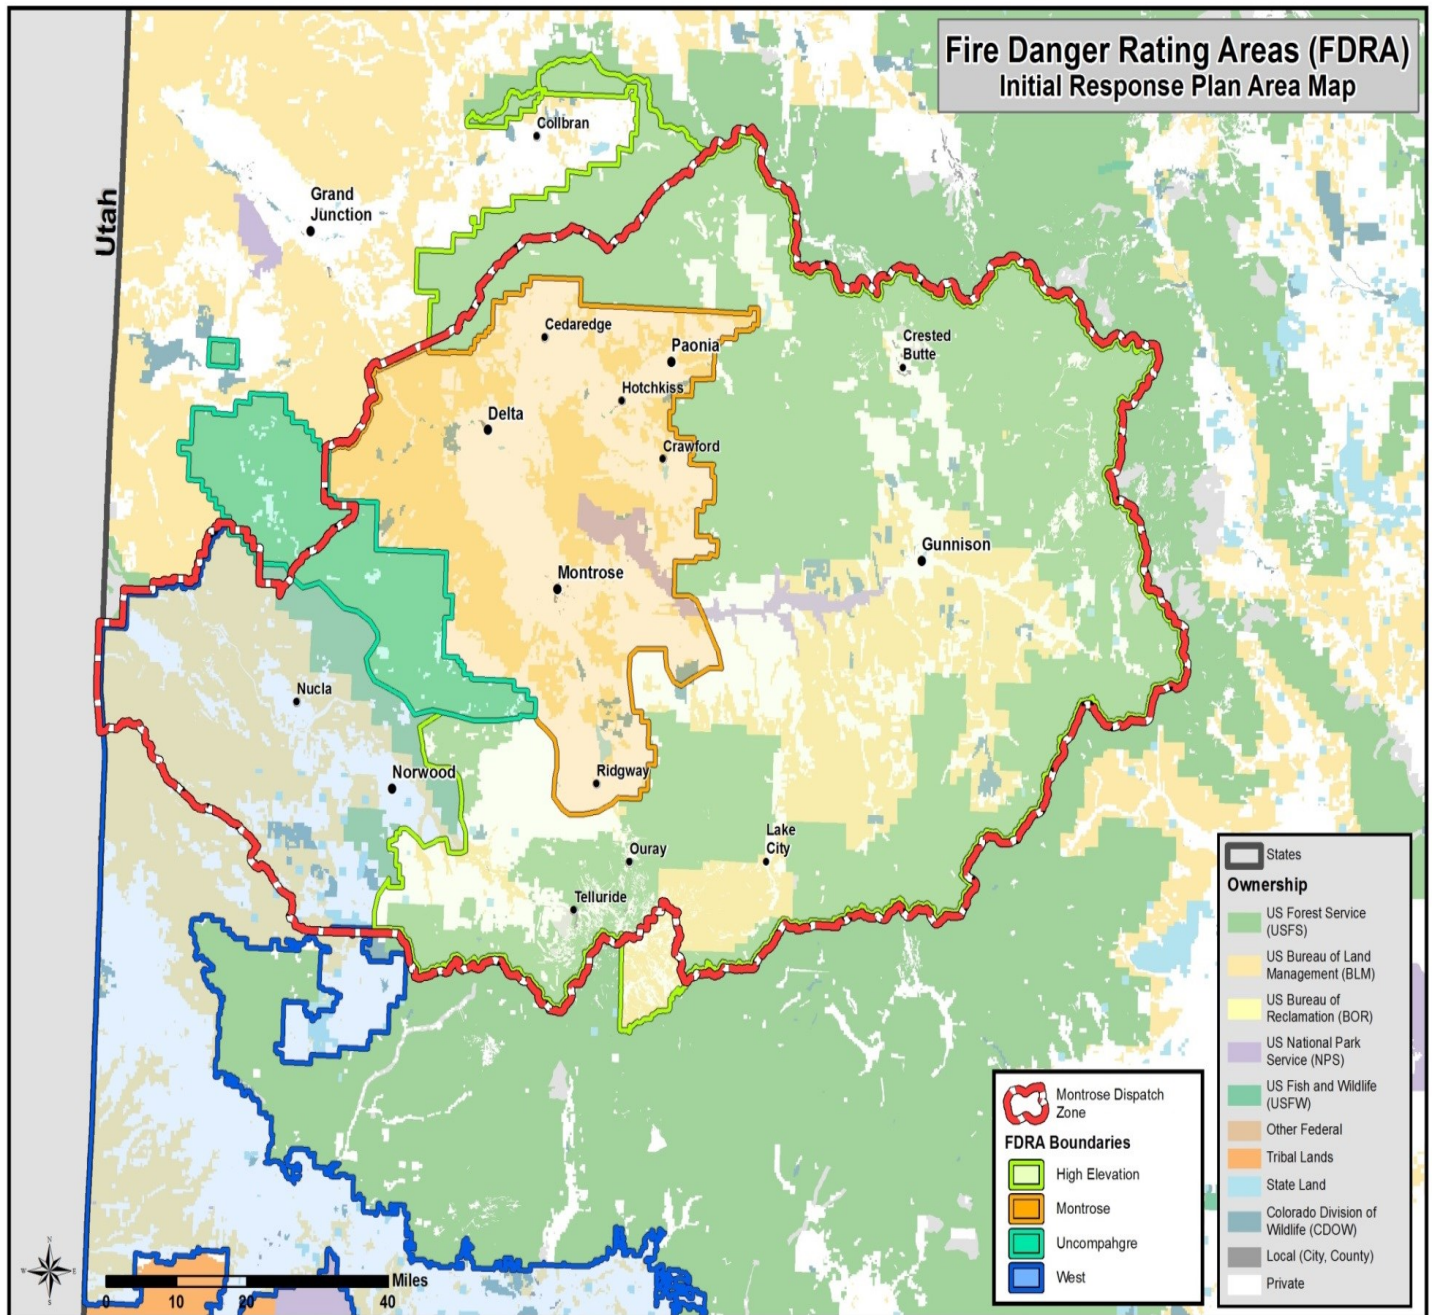 Fire Danger Rating Areas (FDRA)
Initial Response Plan Area Map
Utah
Collbran
Grand
Junction
Cedaredge
Paonia
Crested
Butte
Hotchkiss
Delta
Crawford
Gunnison
Montrose
Nucla
Norwood
Ridgway
Lake
City
Ouray
Telluride
States
Ownership
US Forest Service
(USFS)
US Bureau of Land
Management (BLM)
US Bureau of
Reclamation (BOR)
US National Park
Service (NPS)
US Fish and Wildlife
(USFW)
Other Federal
Tribal Lands
State Land
Colorado Division of
Wildlife (CDOW)
Local (City, County)
Private
Montrose Dispatch
Zone
FDRA Boundaries
High Elevation
Montrose
Uncompahgre
West
N
W E
S
Miles
0 10 20 40